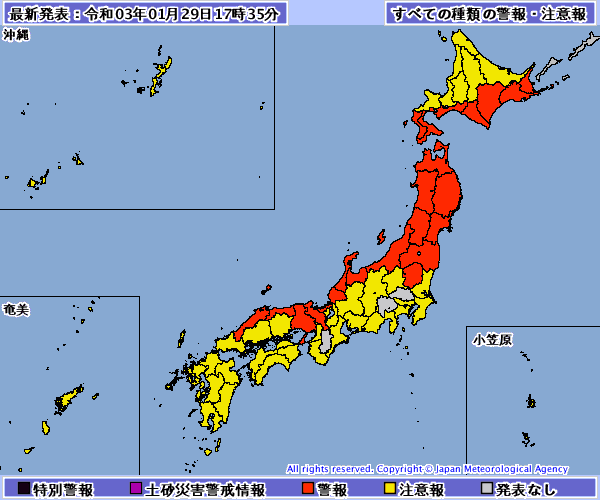 最新発表：令和03年01月29日17時35分
すべての種類の警報・注意報
沖縄
奄美
小笠原
All rights reserved. Copyright © Japan Meteorological Agency
特別警報 土砂災害警戒情報 警報 注意報 発表なし